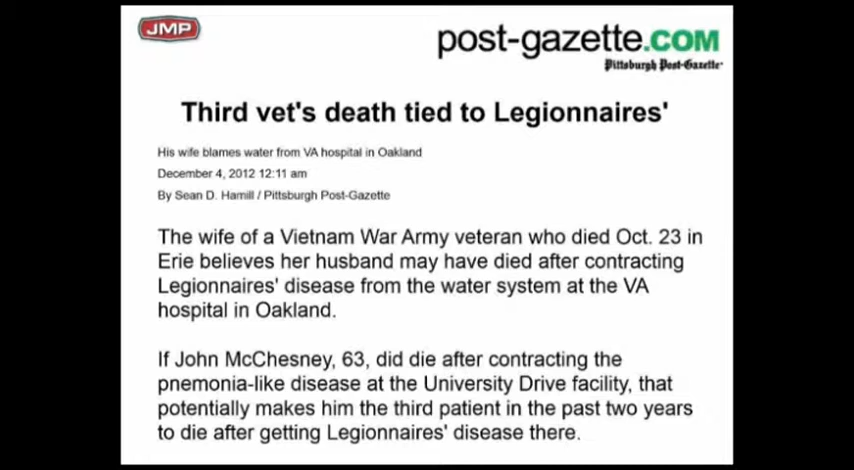 JMP
post-gazette.COM
Pittsburgh Post-Gazette
Third vet's death tied to Legionnaires'
His wife blames water from VA hospital in Oakland
December 4, 2012 12:11 am
By Sean D. Hamill / Pittsburgh Post-Gazette
The wife of a Vietnam War Army veteran who died Oct. 23 in
Erie believes her husband may have died after contracting
Legionnaires' disease from the water system at the VA
hospital in Oakland.
If John McChesney, 63, did die after contracting the
pnemonia-like disease at the University Drive facility, that
potentially makes him the third patient in the past two years
to die after getting Legionnaires' disease there.